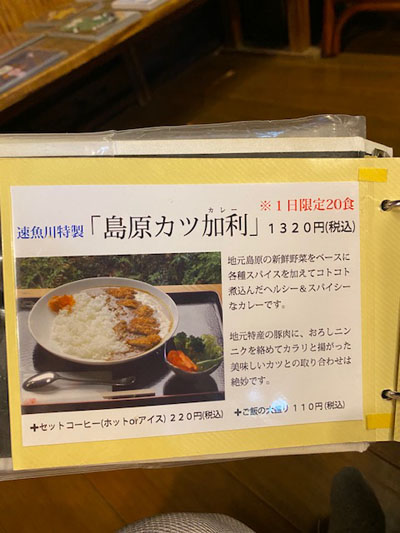 ※1日限定20食
カレー
速魚川特製「島原カツ加利」1320円(税込)
地元島原の新鮮野菜をベースに
各種スパイスを加えてコトコト
煮込んだヘルシー＆スパイシー
なカレーです。
地元特産の豚肉に、おろしニン
ニクを絡めてカラリと揚がった
美味しいカツとの取り合わせは
絶妙です。
✚セットコーヒー(ホットorアイス) 220円(税込)
✚ご飯の大盛り 110円(税込)